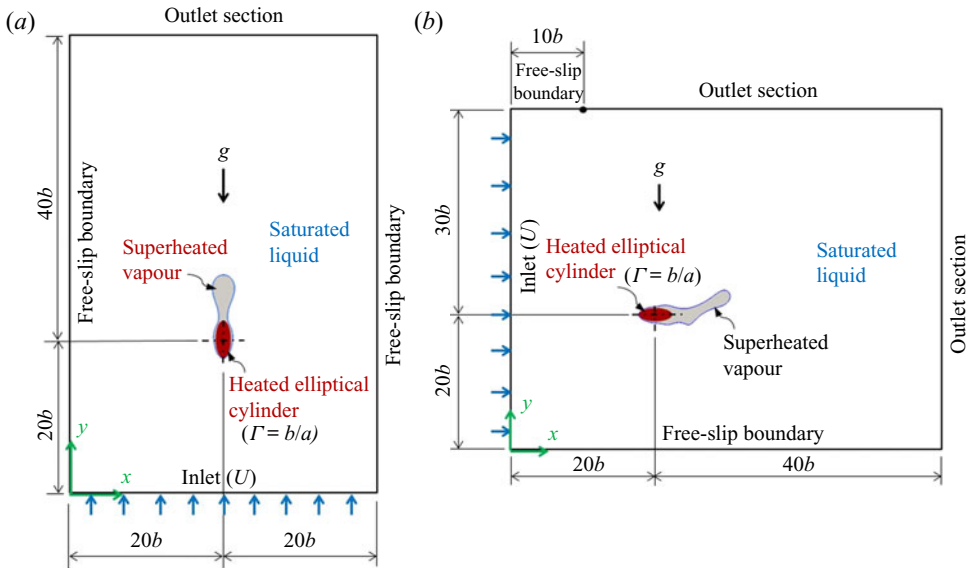 (a)
Outlet section
40b
g
Free-slip boundary
Saturated
liquid
Superheated
vapour
Free-slip boundary
Heated elliptical
cylinder
(Γ = b/a)
20b
y
x
Inlet (U)
20b
20b
(b)
10b
Free-slip
boundary
Outlet section
30b
g
Inlet (U)
Heated elliptical
cylinder
(Γ = b/a)
Saturated
liquid
Outlet section
Superheated
vapour
20b
y
x
Free-slip boundary
20b
40b